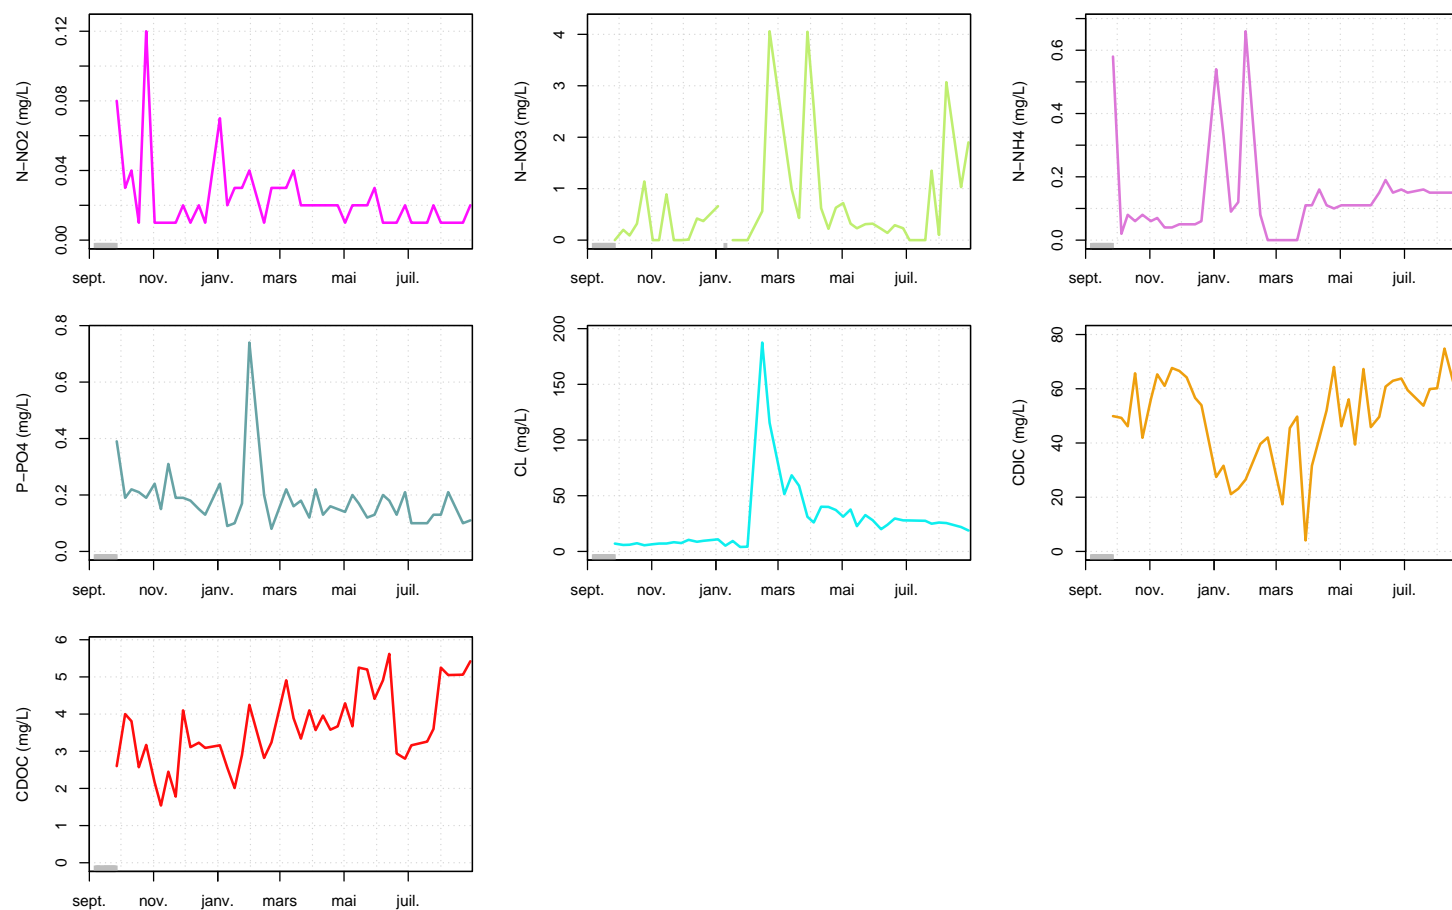 N−NO2 (mg/L)
0.00
0.04
0.08
0.12
sept.
nov.
janv.
mars
mai
juil.
N−NO3 (mg/L)
0
1
2
3
4
sept.
nov.
janv.
mars
mai
juil.
N−NH4 (mg/L)
0.0
0.2
0.4
0.6
sept.
nov.
janv.
mars
mai
juil.
P−PO4 (mg/L)
0.0
0.2
0.4
0.6
0.8
sept.
nov.
janv.
mars
mai
juil.
CL (mg/L)
0
50
100
150
200
sept.
nov.
janv.
mars
mai
juil.
CDIC (mg/L)
0
20
40
60
80
sept.
nov.
janv.
mars
mai
juil.
CDOC (mg/L)
0
1
2
3
4
5
6
sept.
nov.
janv.
mars
mai
juil.